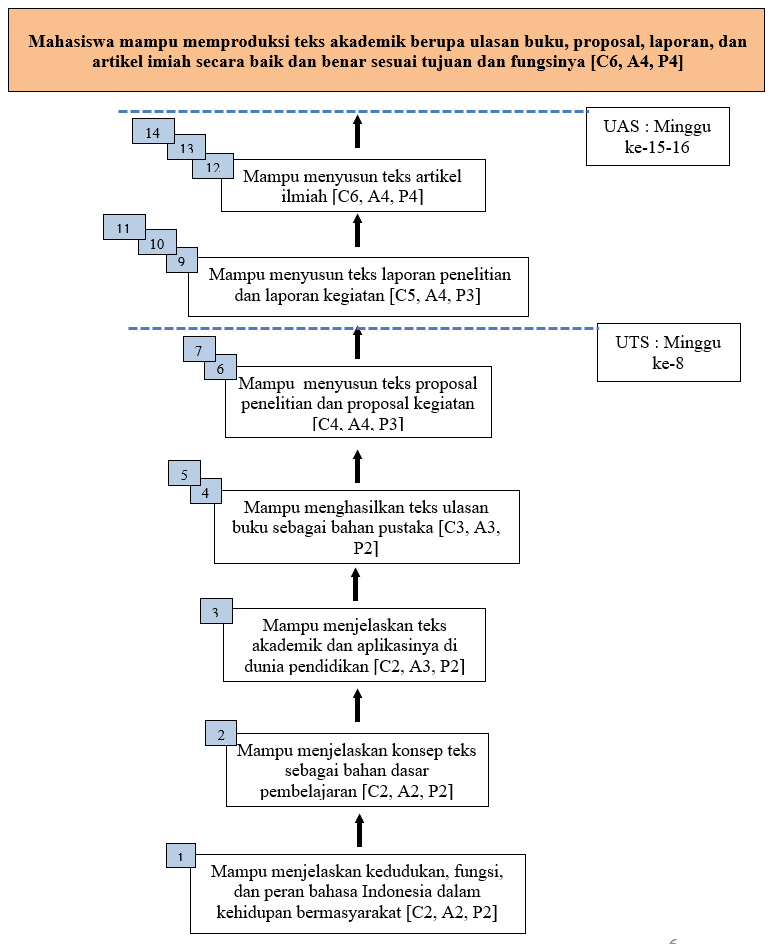 Mahasiswa mampu memproduksi teks akademik berupa ulasan buku, proposal, laporan, dan
artikel imiah secara baik dan benar sesuai tujuan dan fungsinya [C6, A4, P4]
UAS : Minggu
ke-15-16
14
13
12
Mampu menyusun teks artikel
ilmiah [C6, A4, P4]
11
10
9
Mampu menyusun teks laporan penelitian
dan laporan kegiatan [C5, A4, P3]
UTS : Minggu
ke-8
7
6
Mampu menyusun teks proposal
penelitian dan proposal kegiatan
[C4, A4, P3]
5
4
Mampu menghasilkan teks ulasan
buku sebagai bahan pustaka [C3, A3,
P2]
3
Mampu menjelaskan teks
akademik dan aplikasinya di
dunia pendidikan [C2, A3, P2]
2
Mampu menjelaskan konsep teks
sebagai bahan dasar
pembelajaran [C2, A2, P2]
1
Mampu menjelaskan kedudukan, fungsi,
dan peran bahasa Indonesia dalam
kehidupan bermasyarakat [C2, A2, P2]